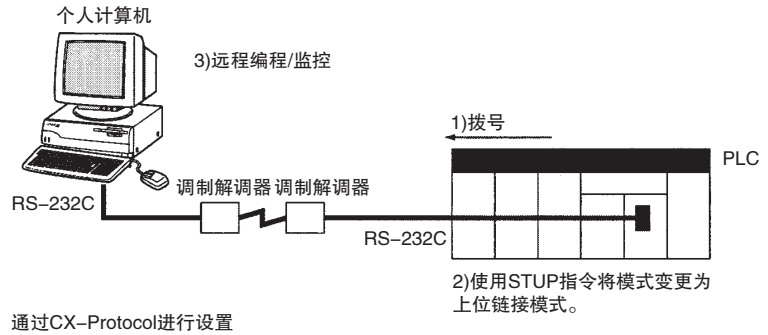 个人计算机
3)远程编程/监控
1)拨号
PLC
调制解调器 调制解调器
RS-232C
RS-232C
2)使用STUP指令将模式变更为
上位链接模式。
通过CX-Protocol进行设置